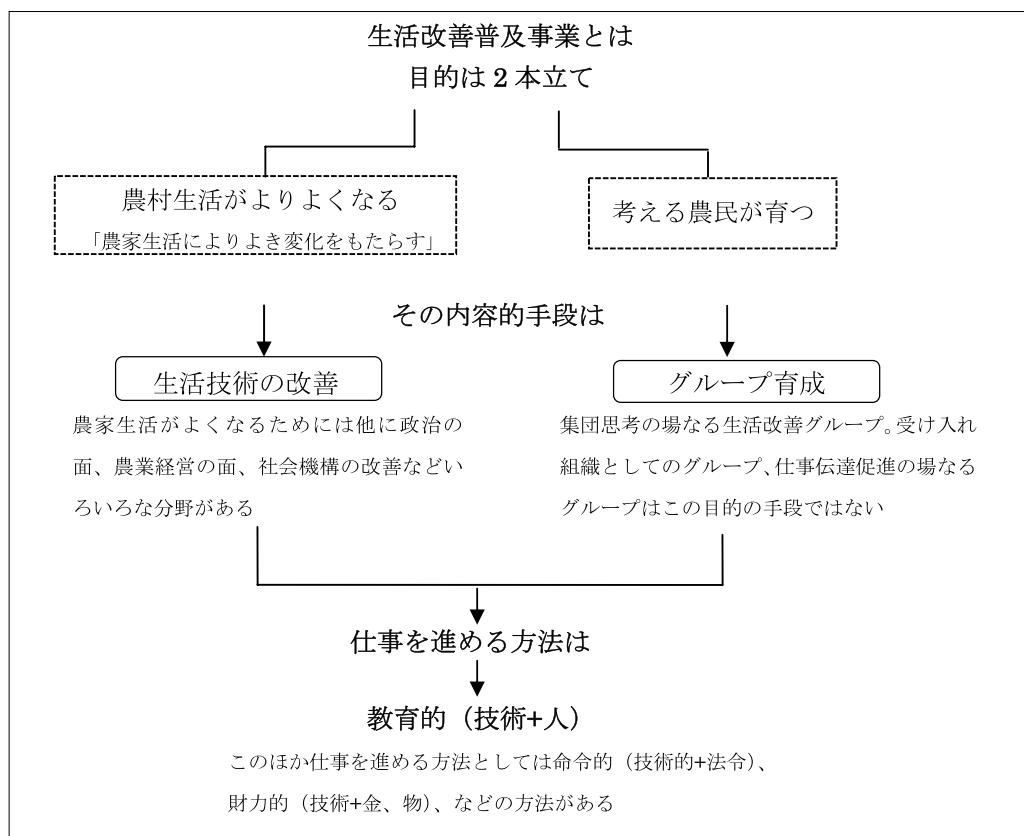 生活改善普及事業とは
目的は2本立て
農村生活がよりよくなる
「農家生活によりよき変化をもたらす」
考える農民が育つ
その内容的手段は
生活技術の改善
農家生活がよくなるためには他に政治の
面、農業経営の面、社会機構の改善などい
ろいろな分野がある
グループ育成
集団思考の場なる生活改善グループ。受け入れ
組織としてのグループ、仕事伝達促進の場なる
グループはこの目的の手段ではない
仕事を進める方法は
教育的（技術+人）
このほか仕事を進める方法としては命令的（技術的+法令）、
財力的（技術+金、物）、などの方法がある